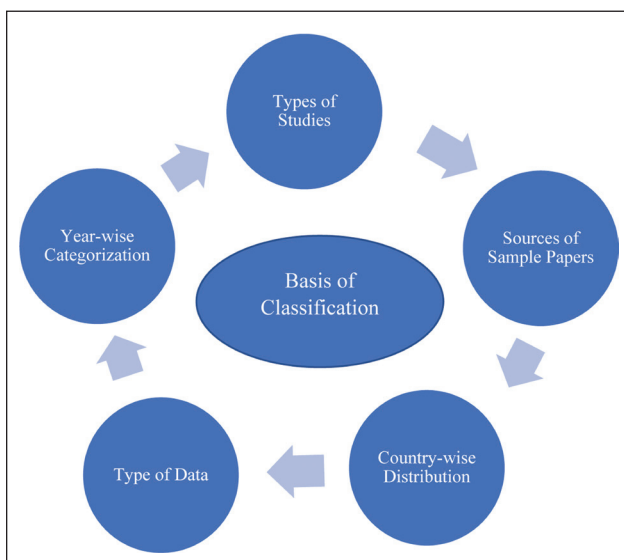 Types of
Studies
Sources of
Sample Papers
Country-wise
Distribution
Type of Data
Year-wise
Categorization
Basis of
Classification